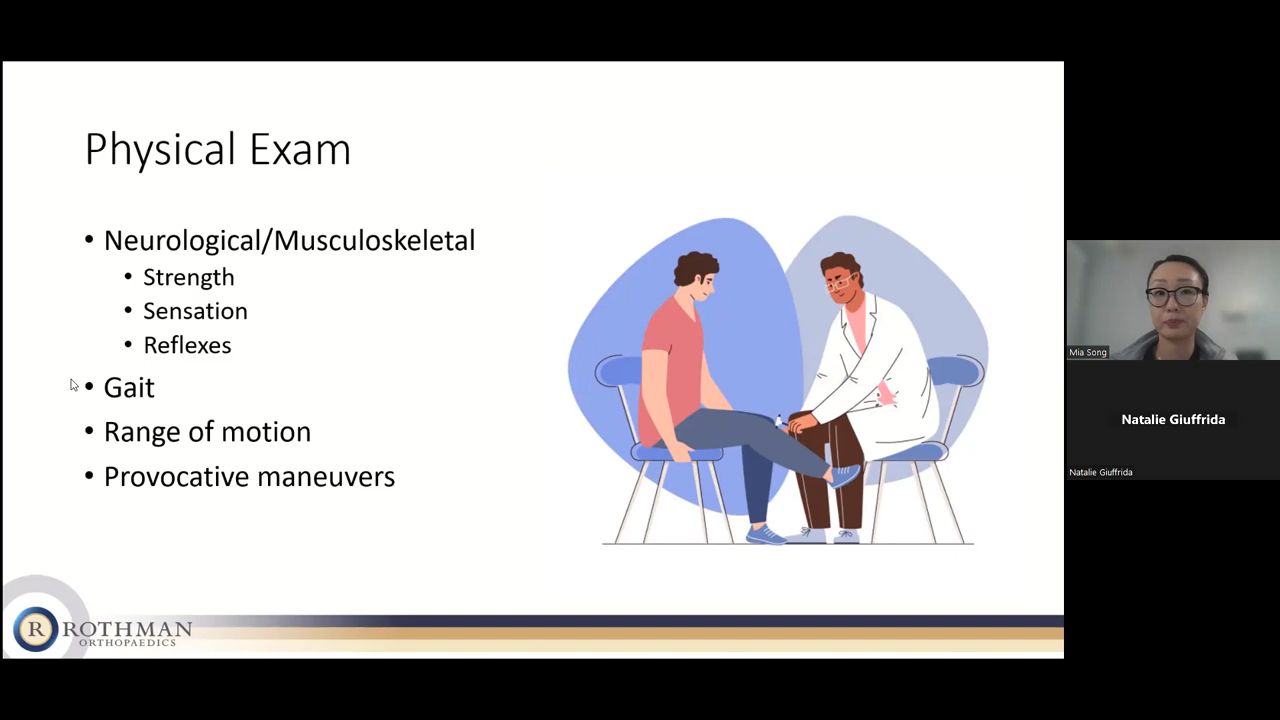 Physical Exam
• Neurological/Musculoskeletal
• Strength
• Sensation
• Reflexes
• Gait
• Range of motion
• Provocative maneuvers
R ROTHMAN
ORTHOPAEDICS
Mia Song
Natalie Giuffrida
Natalie Giuffrida